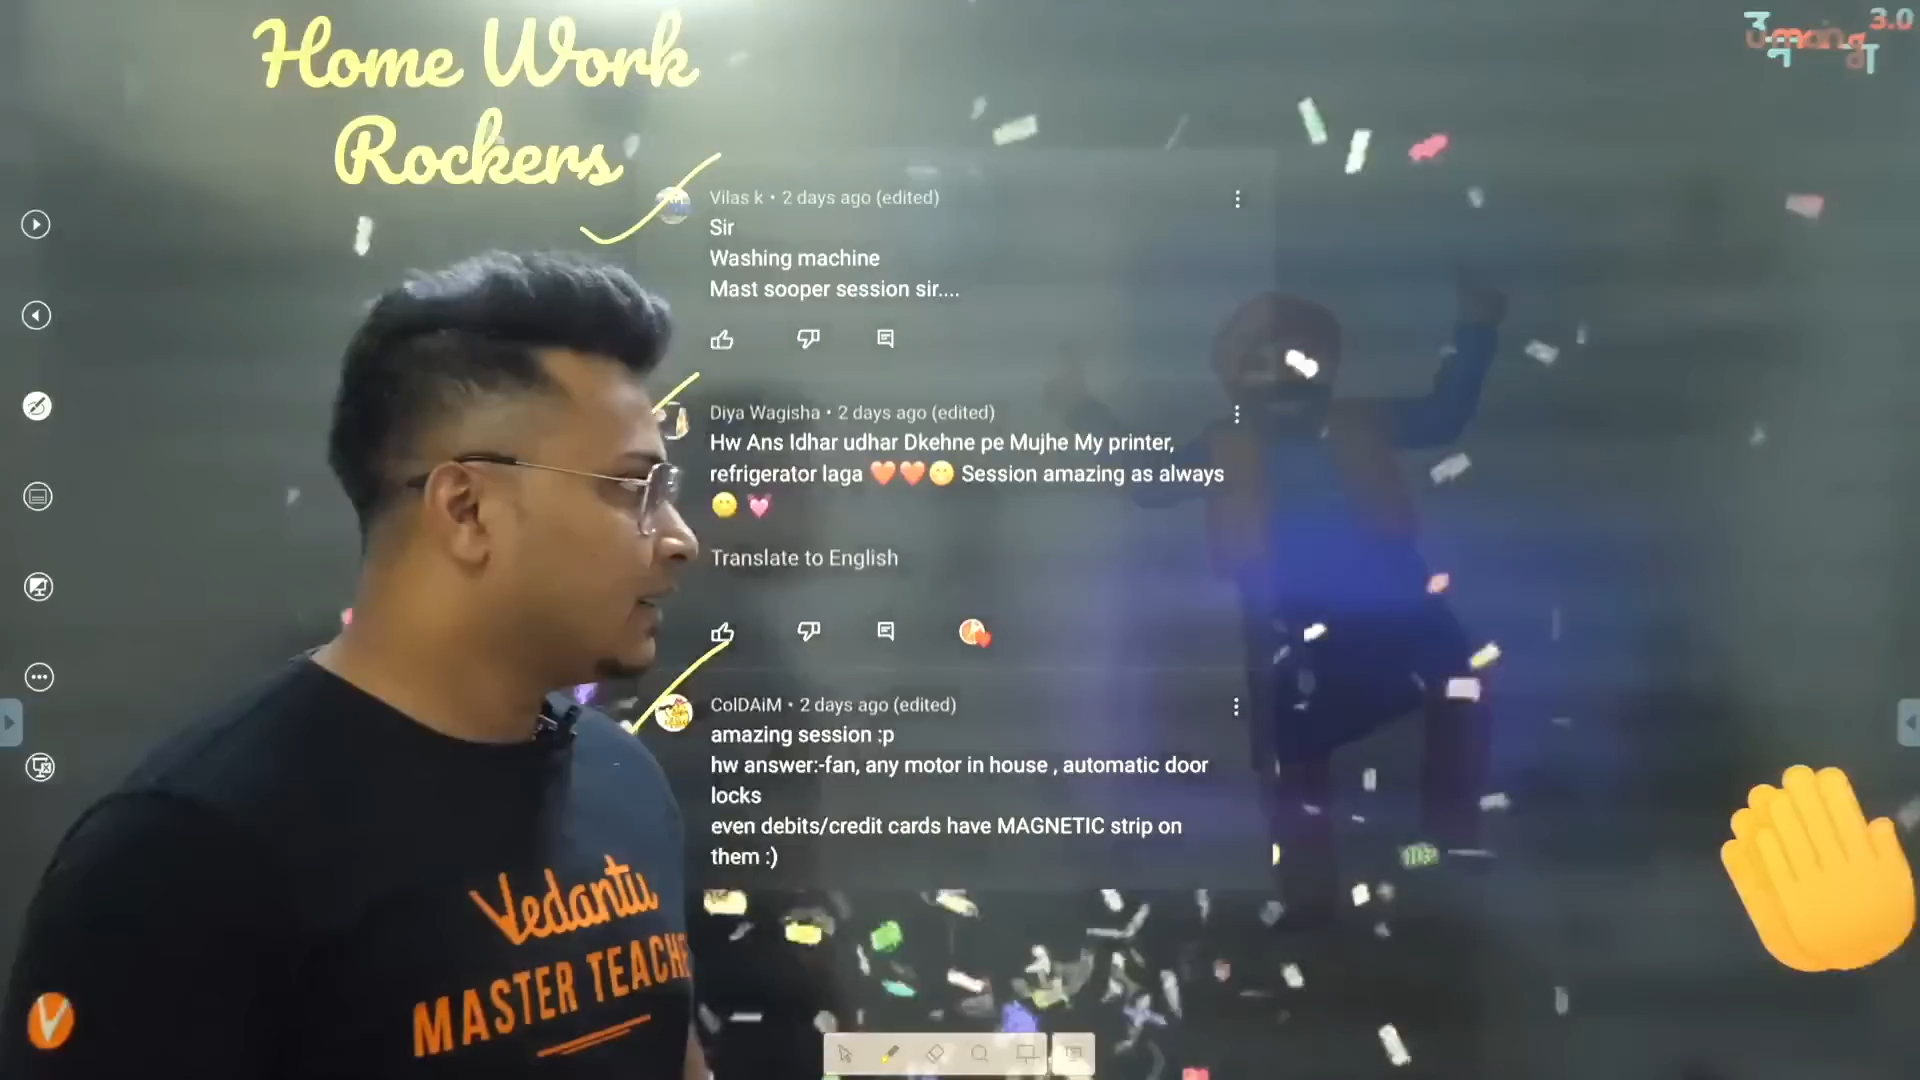 Home Work
Rockers
उमंग
umang
3.0
Vilas k • 2 days ago (edited)
Sir
Washing machine
Mast sooper session sir....
Diya Wagisha • 2 days ago (edited)
Hw Ans Idhar udhar Dkehne pe Mujhe My printer,
refrigerator laga ❤️❤️😁 Session amazing as always
😁 💓
Translate to English
ColDAiM • 2 days ago (edited)
amazing session :p
hw answer:-fan, any motor in house , automatic door
locks
even debits/credit cards have MAGNETIC strip on
them :)
Vedantu
MASTER TEACHE